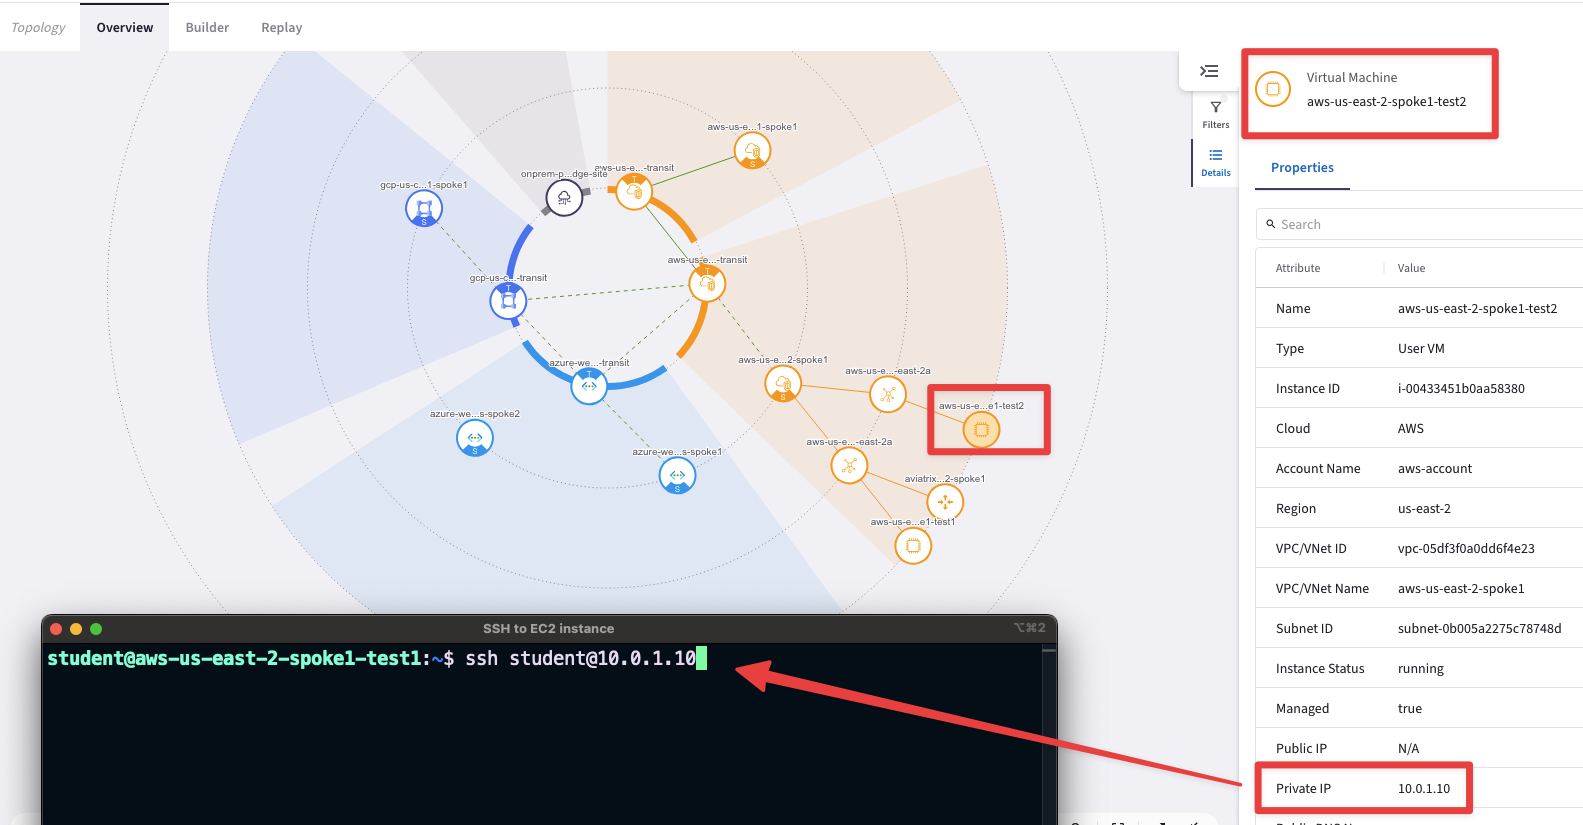 Topology
Overview
Builder
Replay
Filters
Details
Virtual Machine
aws-us-east-2-spoke1-test2
Properties
Search
Attribute Value
Name aws-us-east-2-spoke1-test2
Type User VM
Instance ID i-00433451b0aa58380
Cloud AWS
Account Name aws-account
Region us-east-2
VPC/VNet ID vpc-05df3f0a0dd6f4e23
VPC/VNet Name aws-us-east-2-spoke1
Subnet ID subnet-0b005a2275c78748d
Instance Status running
Managed true
Public IP N/A
Private IP 10.0.1.10
aws-us-e...1-spoke1
S
onprem-p...dge-site
aws-us-e...-transit
T
gcp-us-c...1-spoke1
S
aws-us-e...-transit
T
gcp-us-c...-transit
T
azure-we...-transit
T
aws-us-e...2-spoke1
S
aws-us-e...-east-2a
aws-us-e...e1-test2
azure-we...s-spoke2
S
azure-we...s-spoke1
S
aws-us-e...-east-2a
aviatrix...2-spoke1
aws-us-e...e1-test1
SSH to EC2 instance
⌥⌘2
student@aws-us-east-2-spoke1-test1:~$ ssh student@10.0.1.10